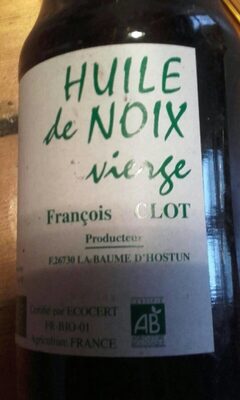 HUILE
de NOIX
vierge
François CLOT
Producteur
F.26730 LA BAUME D'HOSTUN
Certifié par ECOCERT
FR-BIO-01
Agriculture FRANCE
AB